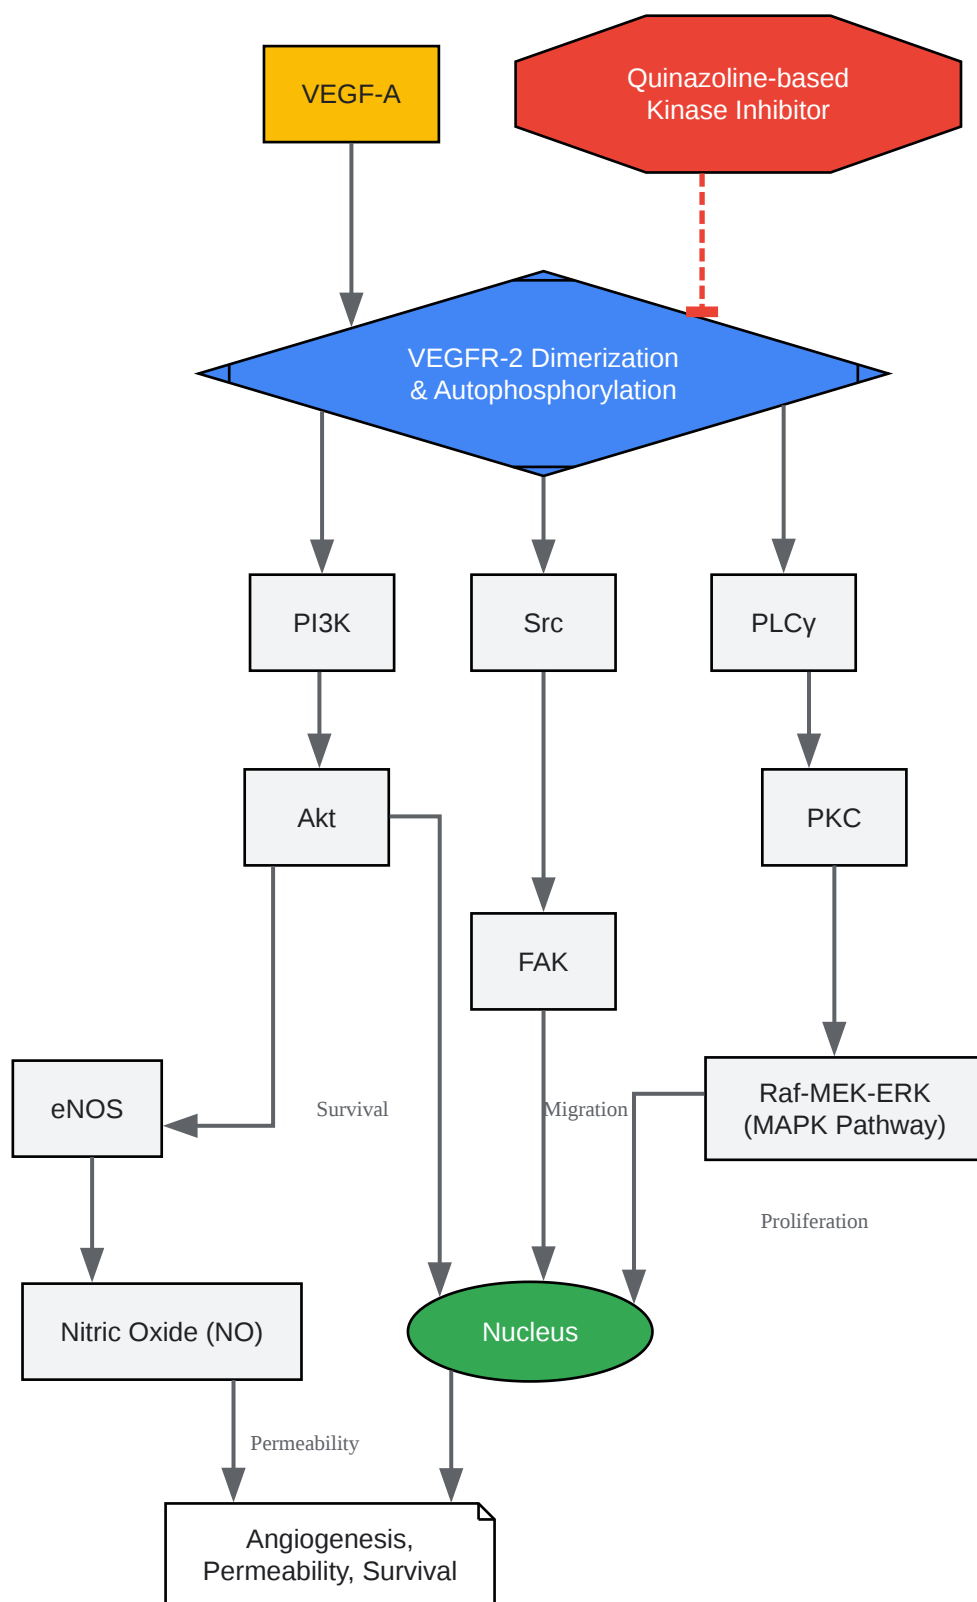 VEGF-A
Quinazoline-based
Kinase Inhibitor
VEGFR-2 Dimerization
& Autophosphorylation
PI3K
Src
PLCγ
Akt
PKC
FAK
eNOS
Survival
Migration
Raf-MEK-ERK
(MAPK Pathway)
Proliferation
Nitric Oxide (NO)
Nucleus
Permeability
Angiogenesis,
Permeability, Survival